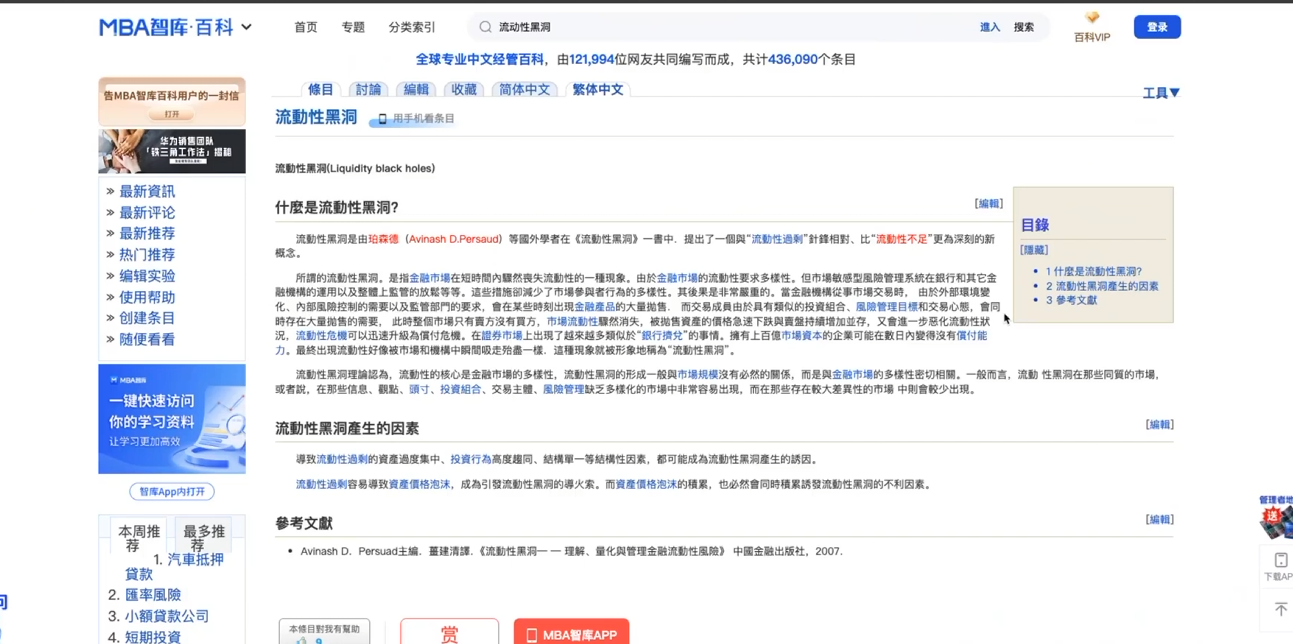 MBA智库·百科
首页
专题
分类索引
流动性黑洞
進入
搜索
百科VIP
登录
全球专业中文经管百科，由121,994位网友共同编写而成，共计436,090个条目
告MBA智库百科用户的一封信
打开
华为销售团队
「铁三角工作法」揭秘
» 最新資訊
» 最新评论
» 最新推荐
» 热门推荐
» 编辑实验
» 使用帮助
» 创建条目
» 随便看看
MBA智库
一键快速访问
你的学习资料
让学习更加高效
智库App内打开
本周推荐
最多推荐
1. 汽車抵押貸款
2. 匯率風險
3. 小額貸款公司
4. 短期投資
條目
討論
編輯
收藏
简体中文
繁体中文
工具▼
流動性黑洞
用手机看条目
流動性黑洞(Liquidity black holes)
什麼是流動性黑洞?
[編輯]
流動性黑洞是由珀森德（Avinash D.Persaud）等國外學者在《流動性黑洞》一書中．提出了一個與“流動性過剩”針鋒相對、比“流動性不足”更為深刻的新
概念。
所謂的流動性黑洞，是指金融市場在短時間內驟然喪失流動性的一種現象。由於金融市場的流動性要求多樣性。但市場敏感型風險管理系統在銀行和其它金
融機構的運用以及整體上監管的放鬆等等。這些措施卻減少了市場參與者行為的多樣性。其後果是非常嚴重的。當金融機構從事市場交易時， 由於外部環境變
化、內部風險控制的需要以及監管部門的要求，會在某些時刻出現金融產品的大量拋售． 而交易成員由於具有類似的投資組合、風險管理目標和交易心態，會同
時存在大量拋售的需要， 此時整個市場只有賣方沒有買方，市場流動性驟然消失，被拋售資產的價格急速下跌與賣盤持續增加並存，又會進一步惡化流動性狀
況，流動性危機可以迅速升級為償付危機。在證券市場上出現了越來越多類似於“銀行擠兌”的事情。擁有上百億市場資本的企業可能在數日內變得沒有償付能
力。最終出現流動性好像被市場和機構中瞬間吸走殆盡一樣．這種現象就被形象地稱為“流動性黑洞”。
流動性黑洞理論認為，流動性的核心是金融市場的多樣性，流動性黑洞的形成一般與市場規模沒有必然的關係，而是與金融市場的多樣性密切相關。一般而言，流動 性黑洞在那些同質的市場，
或者說，在那些信息、觀點、頭寸、投資組合、交易主體、風險管理缺乏多樣化的市場中非常容易出現，而在那些存在較大差異性的市場 中則會較少出現。
目錄
[隱藏]
• 1 什麼是流動性黑洞?
• 2 流動性黑洞產生的因素
• 3 參考文獻
流動性黑洞產生的因素
[編輯]
導致流動性過剩的資產過度集中、投資行為高度趨同、結構單一等結構性因素，都可能成為流動性黑洞產生的誘因。
流動性過剩容易導致資產價格泡沫，成為引發流動性黑洞的導火索。而資產價格泡沫的積累，也必然會同時積累誘發流動性黑洞的不利因素。
參考文獻
[編輯]
• Avinash D．Persuad主編．薑建清譯．《流動性黑洞— — 理解、量化與管理金融流動性風險》 中國金融出版社，2007.
本條目對我有幫助
9
赏
MBA智库APP
管理者地
送
下载AP
问